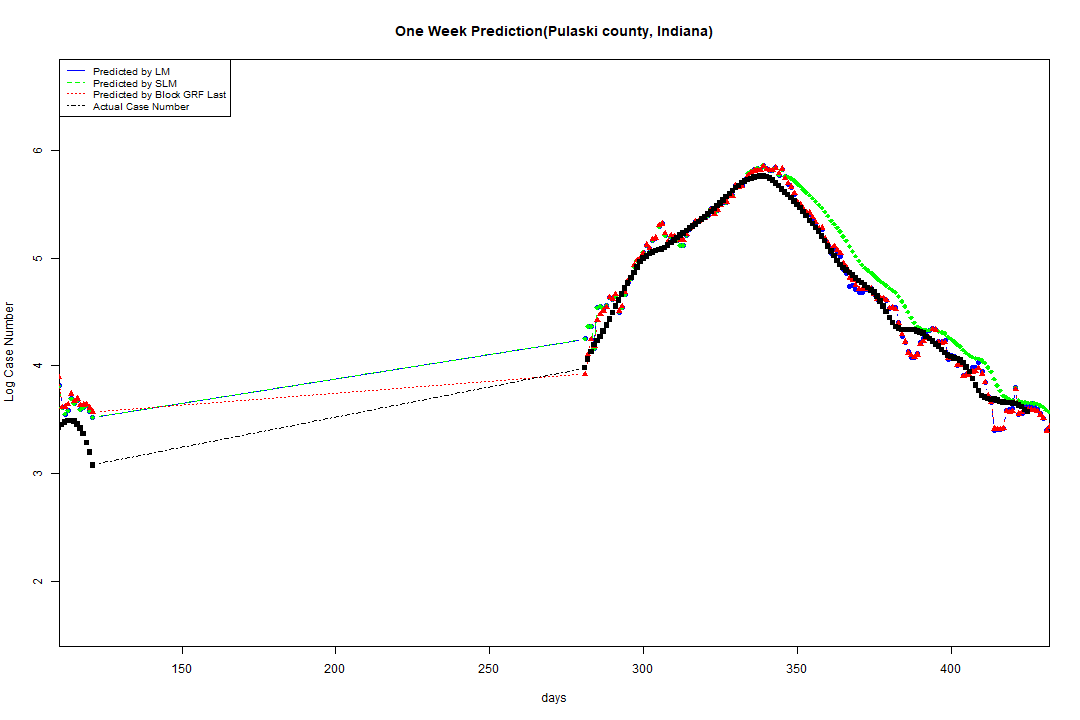 One Week Prediction(Pulaski county, Indiana)
Predicted by LM
Predicted by SLM
Predicted by Block GRF Last
Actual Case Number
6
5
4
3
2
Log Case Number
150 200 250 300 350 400
days